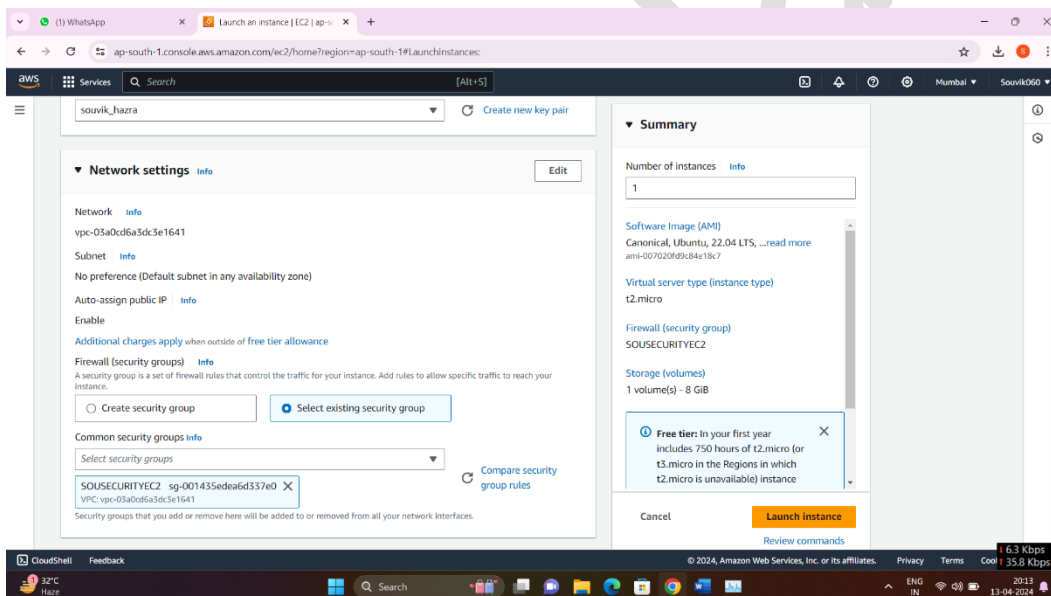 (1) WhatsApp
Launch an instance | EC2 | ap-so
ap-south-1.console.aws.amazon.com/ec2/home?region=ap-south-1#LaunchInstances:
aws Services Search [Alt+S] Mumbai Souvik060
souvik_hazra
Create new key pair
Network settings Info
Edit
Network Info
vpc-03a0cd6a3dc3e1641
Subnet Info
No preference (Default subnet in any availability zone)
Auto-assign public IP Info
Enable
Additional charges apply when outside of free tier allowance
Firewall (security groups) Info
A security group is a set of firewall rules that control the traffic for your instance. Add rules to allow specific traffic to reach your
instance.
Create security group
Select existing security group
Common security groups Info
Select security groups
Compare security
group rules
SOUSECURITYEC2 sg-001435edea6d337e0
VPC: vpc-03a0cd6a3dc3e1641
Security groups that you add or remove here will be added to or removed from all your network interfaces.
Summary
Number of instances Info
1
Software Image (AMI)
Canonical, Ubuntu, 22.04 LTS, ...read more
ami-007020fd9c84e18c7
Virtual server type (instance type)
t2.micro
Firewall (security group)
SOUSECURITYEC2
Storage (volumes)
1 volume(s) - 8 GiB
Free tier: In your first year
includes 750 hours of t2.micro (or
t3.micro in the Regions in which
t2.micro is unavailable) instance
Cancel
Launch instance
Review commands
CloudShell Feedback © 2024, Amazon Web Services, Inc. or its affiliates. Privacy Terms Coo
6.3 Kbps
35.8 Kbps
1
32°C
Haze
Search
ENG
IN
20:13
13-04-2024